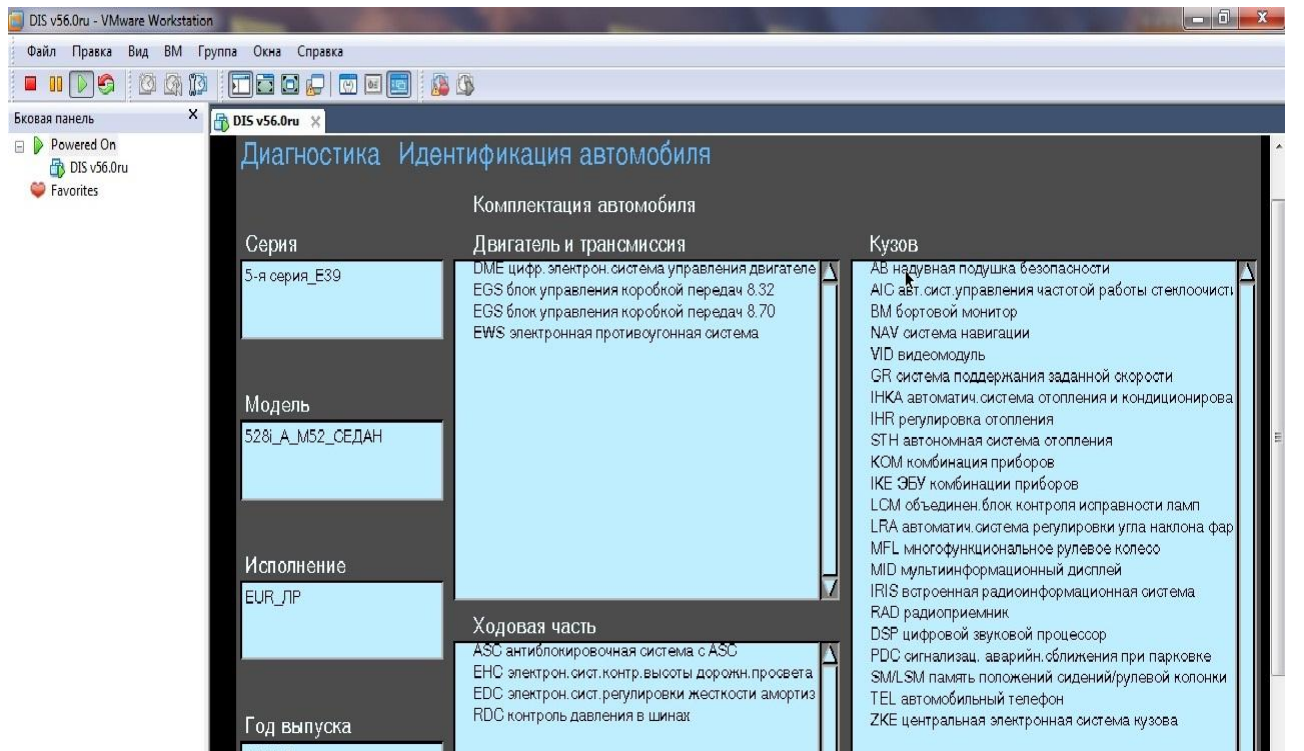 DIS v56.0ru - VMware Workstation
Файл Правка Вид ВМ Группа Окна Справка
Бковая панель X
DIS v56.0ru
Powered On
DIS v56.0ru
Favorites
Диагностика Идентификация автомобиля
Комплектация автомобиля
Серия
5-я серия_E39
Модель
528i_A_M52_СЕДАН
Исполнение
EUR_ЛР
Год выпуска
Двигатель и трансмиссия
DME цифр.электрон.система управления двигателе
EGS блок управления коробкой передач 8.32
EGS блок управления коробкой передач 8.70
EWS электронная противоугонная система
Ходовая часть
ASC антиблокировочная система с ASC
EHC электрон.сист.контр.высоты дорожн.просвета
EDC электрон.сист.регулировки жесткости амортиз
RDC контроль давления в шинах
Кузов
AB надувная подушка безопасности
AIC авт.сист.управления частотой работы стеклоочисти
BM бортовой монитор
NAV система навигации
VID видеомодуль
GR система поддержания заданной скорости
IHKA автоматич.система отопления и кондиционирова
IHR регулировка отопления
STH автономная система отопления
KOM комбинация приборов
IKE ЭБУ комбинации приборов
LCM объединен.блок контроля исправности ламп
LRA автоматич.система регулировки угла наклона фар
MFL многофункциональное рулевое колесо
MID мультиинформационный дисплей
IRIS встроенная радиоинформационная система
RAD радиоприемник
DSP цифровой звуковой процессор
PDC сигнализац. аварийн.сближения при парковке
SM/LSM память положений сидений/рулевой колонки
TEL автомобильный телефон
ZKE центральная электронная система кузова